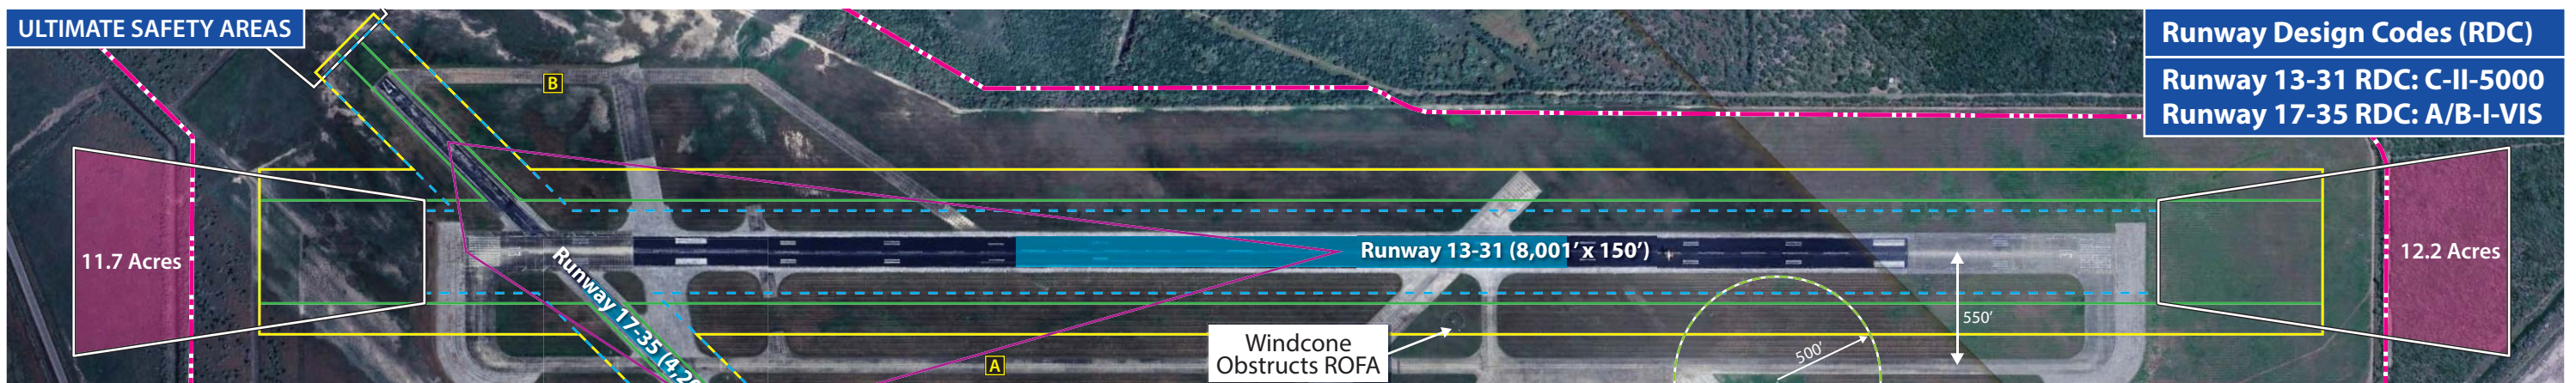 ULTIMATE SAFETY AREAS
Runway Design Codes (RDC)
Runway 13-31 RDC: C-II-5000
Runway 17-35 RDC: A/B-I-VIS
B
11.7 Acres
Runway 13-31 (8,001' x 150')
12.2 Acres
Runway 17-35 (4,2
550'
Windcone
Obstructs ROFA
500'
A